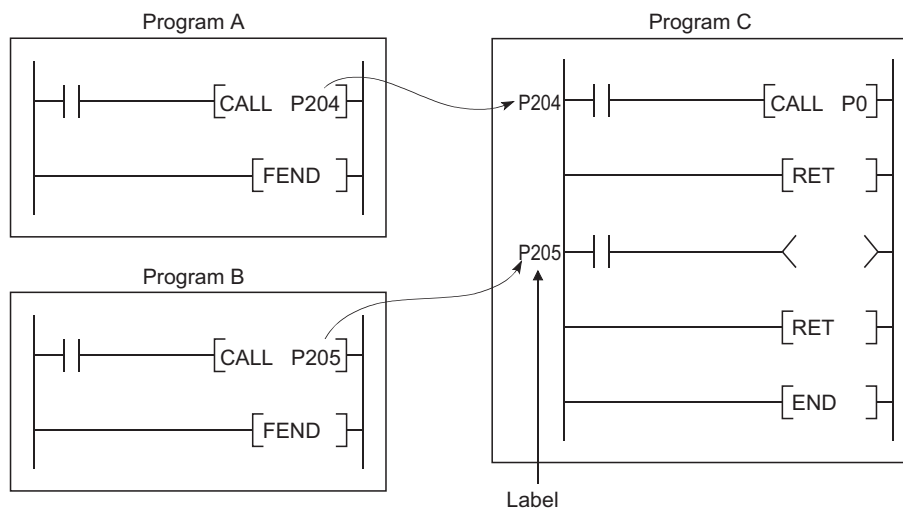 Program A
CALL P204
FEND
Program B
CALL P205
FEND
Program C
P204
CALL P0
RET
P205
RET
END
Label